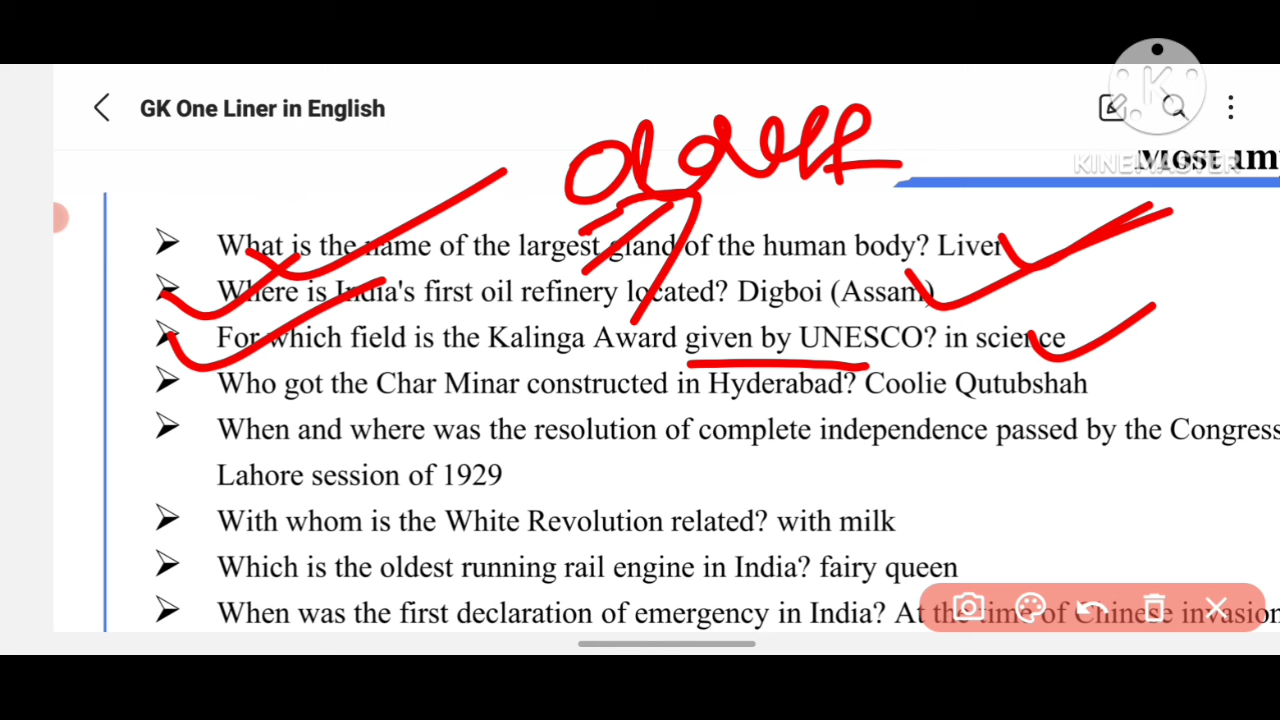 GK One Liner in English
KINEMASTER
Most im
What is the name of the largest gland of the human body? Liver
Where is India's first oil refinery located? Digboi (Assam)
For which field is the Kalinga Award given by UNESCO? in science
Who got the Char Minar constructed in Hyderabad? Coolie Qutubshah
When and where was the resolution of complete independence passed by the Congress
Lahore session of 1929
With whom is the White Revolution related? with milk
Which is the oldest running rail engine in India? fairy queen
When was the first declaration of emergency in India? At the time of Chinese invasion